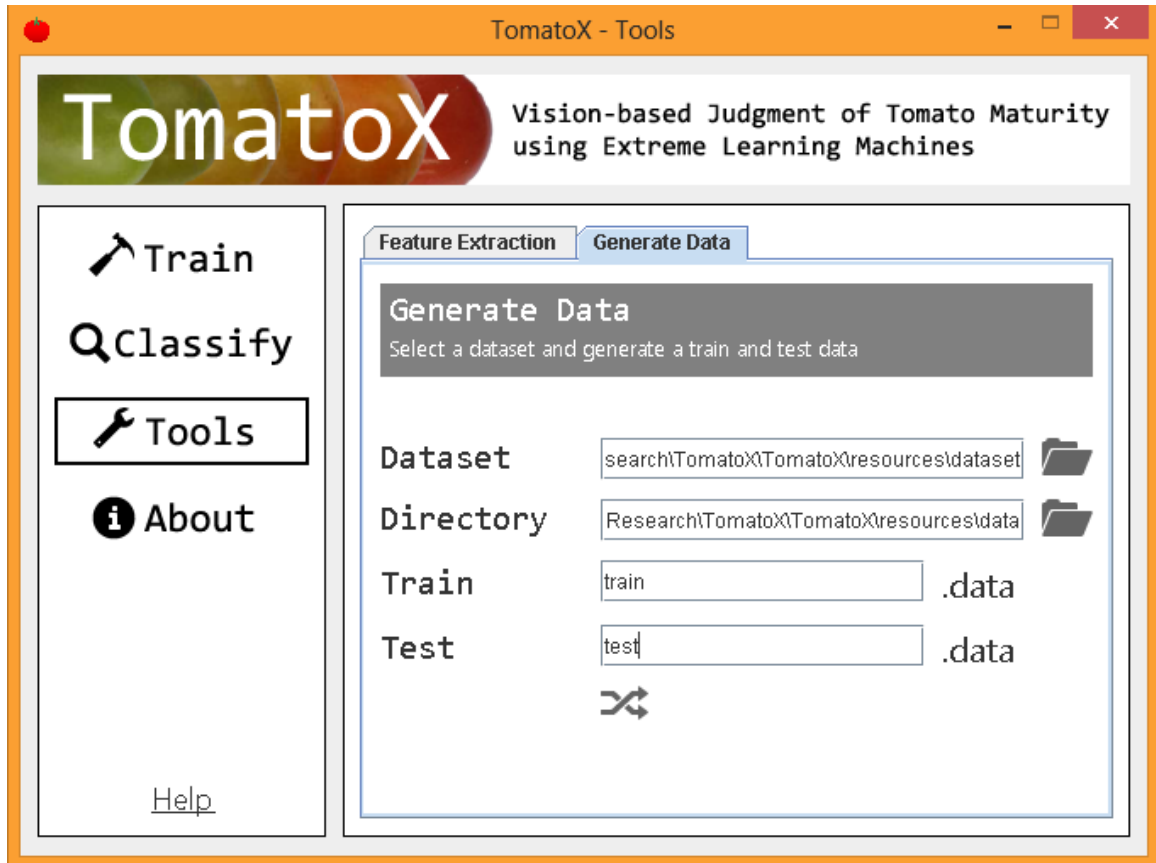 TomatoX - Tools
TomatoX
Vision-based Judgment of Tomato Maturity
using Extreme Learning Machines
Train
Classify
Tools
About
Help
Feature Extraction
Generate Data
Generate Data
Select a dataset and generate a train and test data
Dataset
search\TomatoX\TomatoX\resources\dataset
Directory
Research\TomatoX\TomatoX\resources\data
Train
train
.data
Test
test
.data